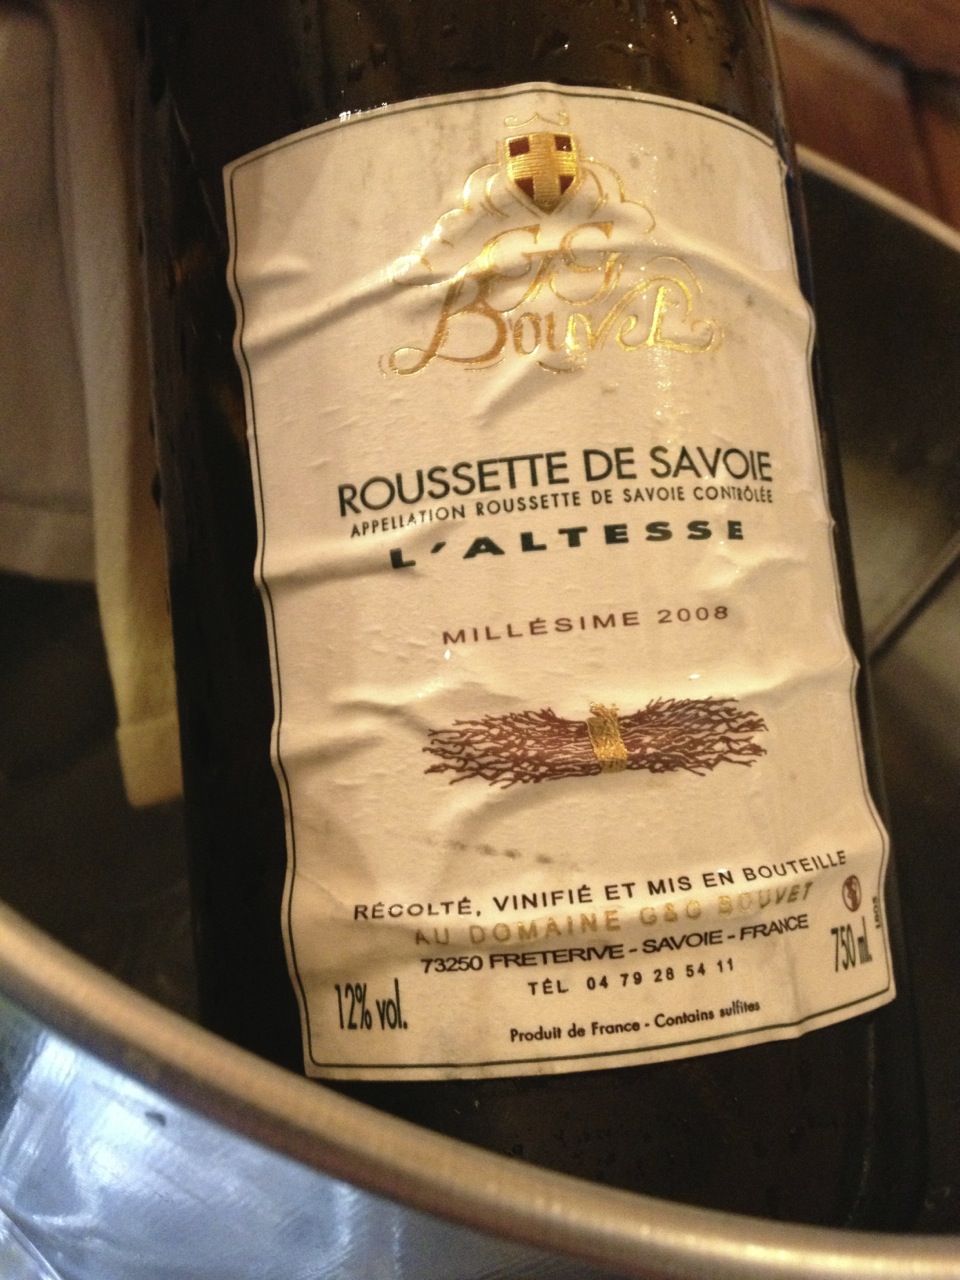 GG
Bouvet
ROUSSETTE DE SAVOIE
APPELLATION ROUSSETTE DE SAVOIE CONTRÔLÉE
L'ALTESSE
MILLÉSIME 2008
RÉCOLTÉ, VINIFIÉ ET MIS EN BOUTEILLE
AU DOMAINE G&G BOUVET
73250 FRETERIVE - SAVOIE - FRANCE
TÉL 04 79 28 54 11
12% vol.
750 ml.
Produit de France - Contains sulfites